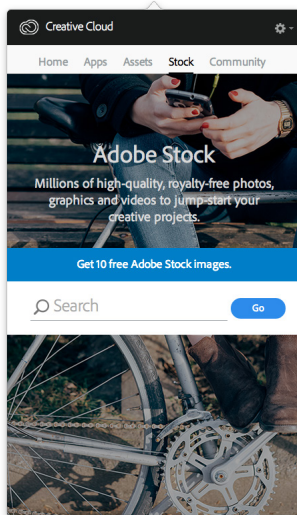 Creative Cloud
Home Apps Assets Stock Community
Adobe Stock
Millions of high-quality, royalty-free photos,
graphics and videos to jump-start your
creative projects.
Get 10 free Adobe Stock images.
Search Go